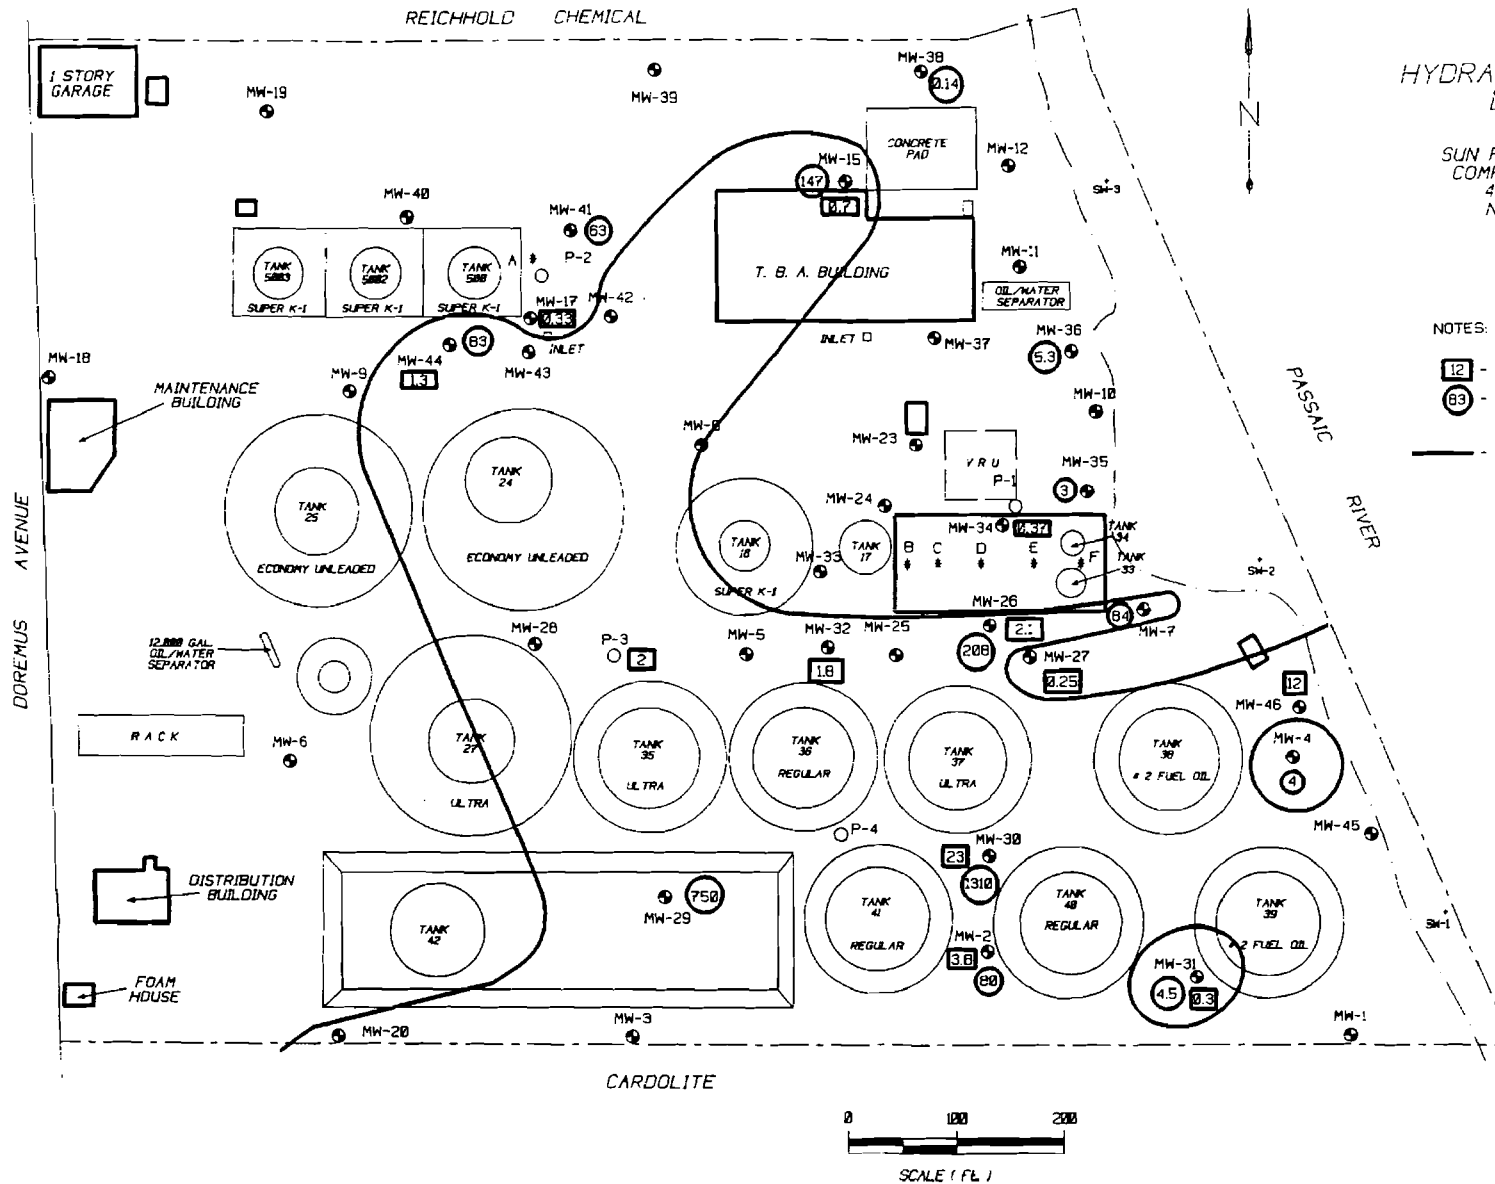 REICHHOLD CHEMICAL
1 STORY
GARAGE
MW-19
MW-39
MW-38
0.14
CONCRETE
PAD
MW-12
N
HYDRA
SUN
COM
4
N
SW-3
MW-15
147
0.7
MW-40
MW-41
63
A
P-2
TANK
5003
SUPER K-1
TANK
5002
SUPER K-1
TANK
500
SUPER K-1
T. B. A. BUILDING
MW-11
OIL/WATER
SEPARATOR
MW-17
0.33
MW-42
INLET
MW-43
83
MW-44
1.3
INLET
MW-37
MW-36
5.3
NOTES:
12 -
83 -
-
MW-18
MAINTENANCE
BUILDING
MW-9
MW-10
PASSAIC
RIVER
MW-23
VRU
P-1
MW-35
3
DOREMUS AVENUE
TANK
25
ECONOMY UNLEADED
TANK
24
ECONOMY UNLEADED
TANK
SUPER K-1
MW-24
TANK
17
MW-33
MW-34
0.37
B C D E F
TANK
34
TANK
33
SW-2
MW-26
84
MW-7
12,000 GAL.
OIL/WATER
SEPARATOR
MW-28
P-3
2
MW-5
MW-32
1.8
MW-25
208
2.1
MW-27
0.25
12
MW-46
MW-4
4
RACK
MW-6
TANK
27
ULTRA
TANK
35
ULTRA
TANK
36
REGULAR
TANK
37
ULTRA
TANK
38
# 2 FUEL OIL
MW-45
P-4
MW-30
23
1310
DISTRIBUTION
BUILDING
TANK
42
750
MW-29
TANK
41
REGULAR
TANK
40
REGULAR
TANK
39
# 2 FUEL OIL
SW-1
MW-2
80
MW-31
4.5
0.3
FOAM
HOUSE
MW-20
MW-3
MW-1
CARDOLITE
0 100 200
SCALE (Ft.)